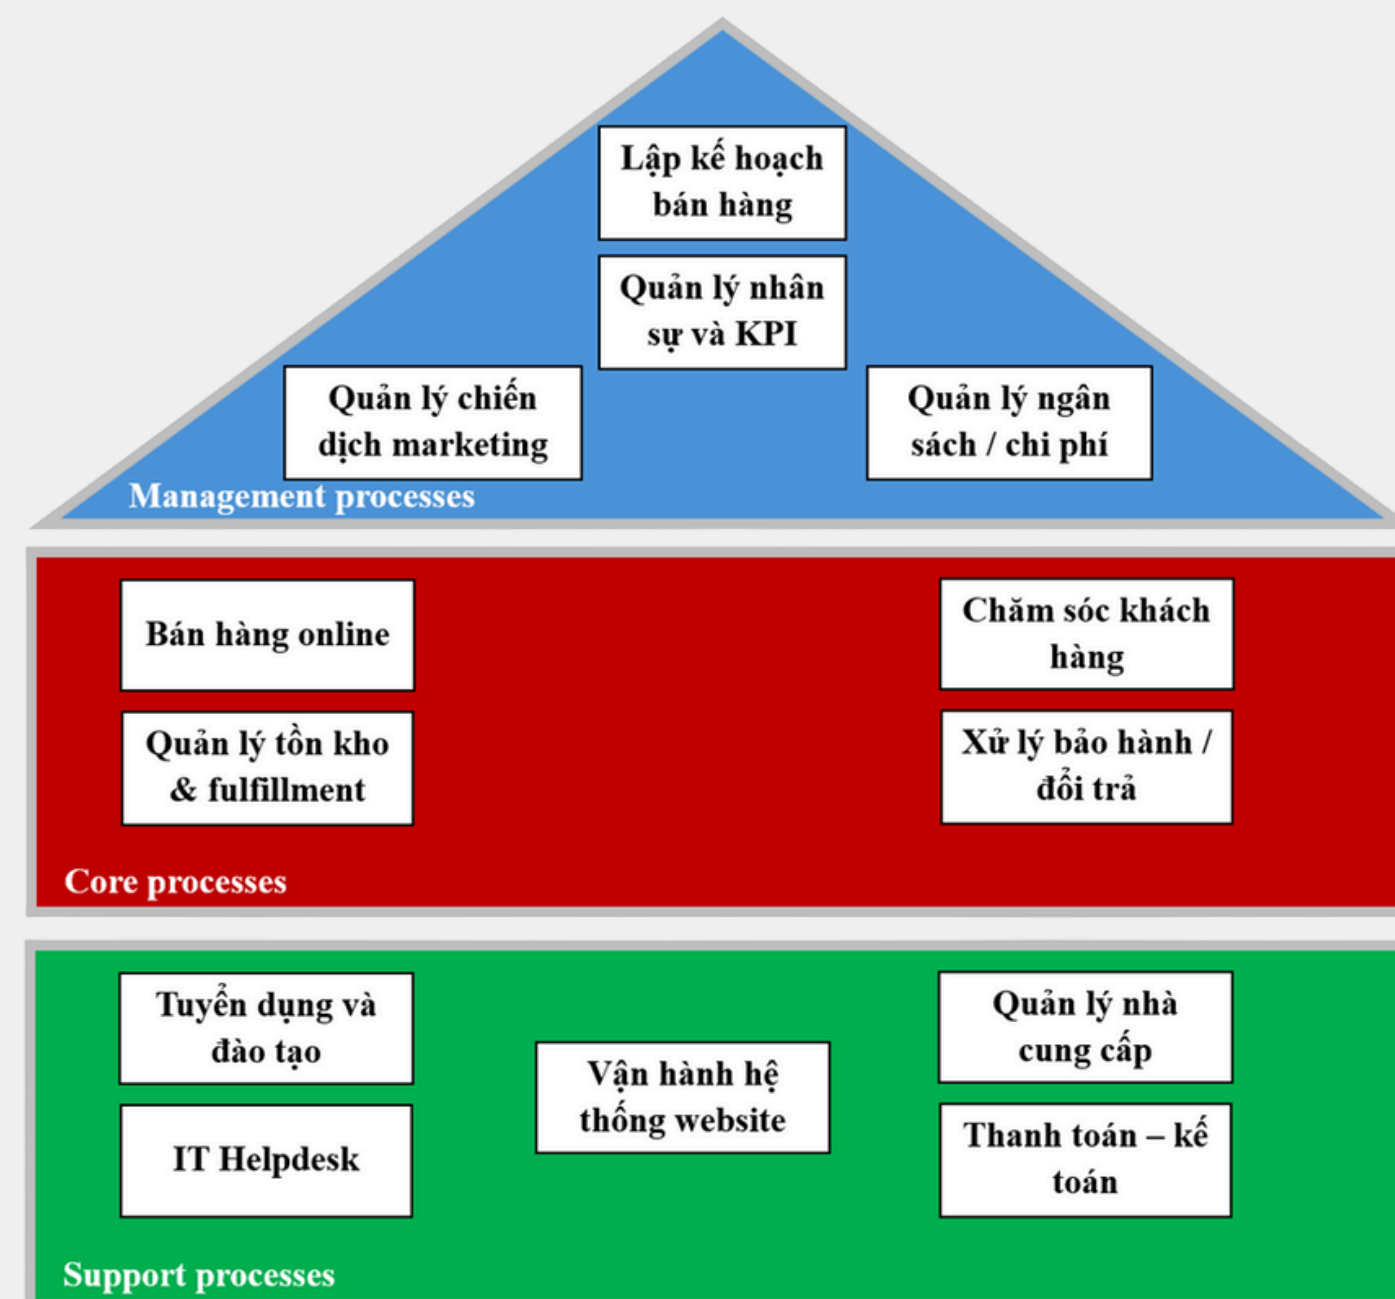 Lập kế hoạch
bán hàng
Quản lý nhân
sự và KPI
Quản lý chiến
dịch marketing
Quản lý ngân
sách / chi phí
Management processes
Bán hàng online
Chăm sóc khách
hàng
Quản lý tồn kho
& fulfillment
Xử lý bảo hành /
đổi trả
Core processes
Tuyển dụng và
đào tạo
Vận hành hệ
thống website
Quản lý nhà
cung cấp
IT Helpdesk
Thanh toán – kế
toán
Support processes